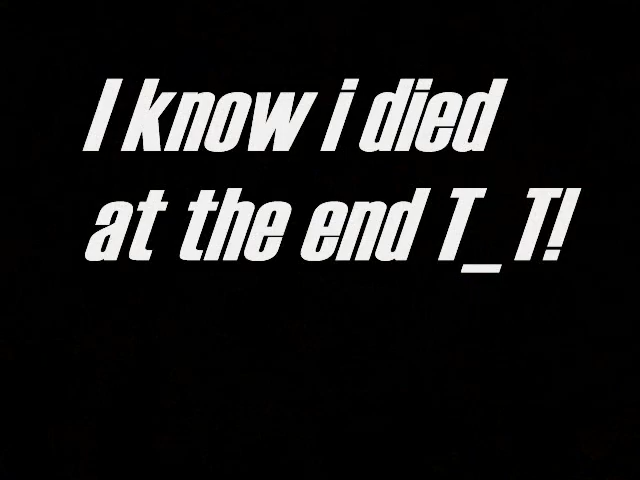 I know i died
at the end T_T!